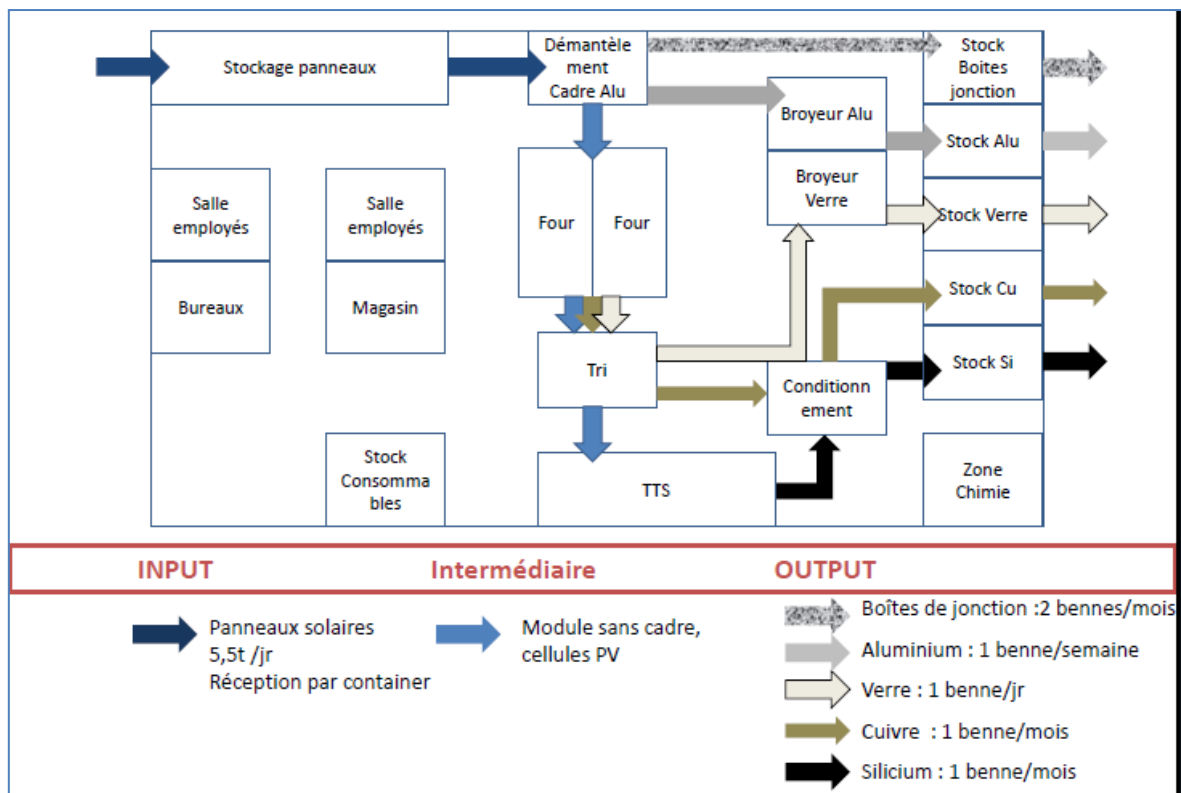 Stockage panneaux
Démantèle
ment
Cadre Alu
Stock
Boites
jonction
Broyeur Alu
Stock Alu
Broyeur
Verre
Stock Verre
Salle
employés
Salle
employés
Four
Four
Bureaux
Magasin
Stock Cu
Tri
Stock Si
Conditionn
ement
Stock
Consomma
bles
TTS
Zone
Chimie
INPUT
Intermédiaire
OUTPUT
Panneaux solaires
5,5t /jr
Réception par container
Module sans cadre,
cellules PV
Boîtes de jonction :2 bennes/mois
Aluminium : 1 benne/semaine
Verre : 1 benne/jr
Cuivre : 1 benne/mois
Silicium : 1 benne/mois